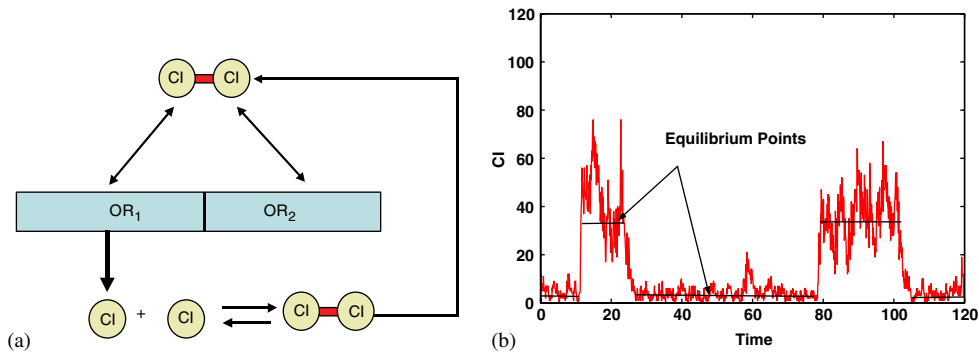 CI CI
OR1 OR2
CI + CI CI CI
(a)
120
100
80
60
40
20
0
CI
Equilibrium Points
0 20 40 60 80 100 120
Time
(b)